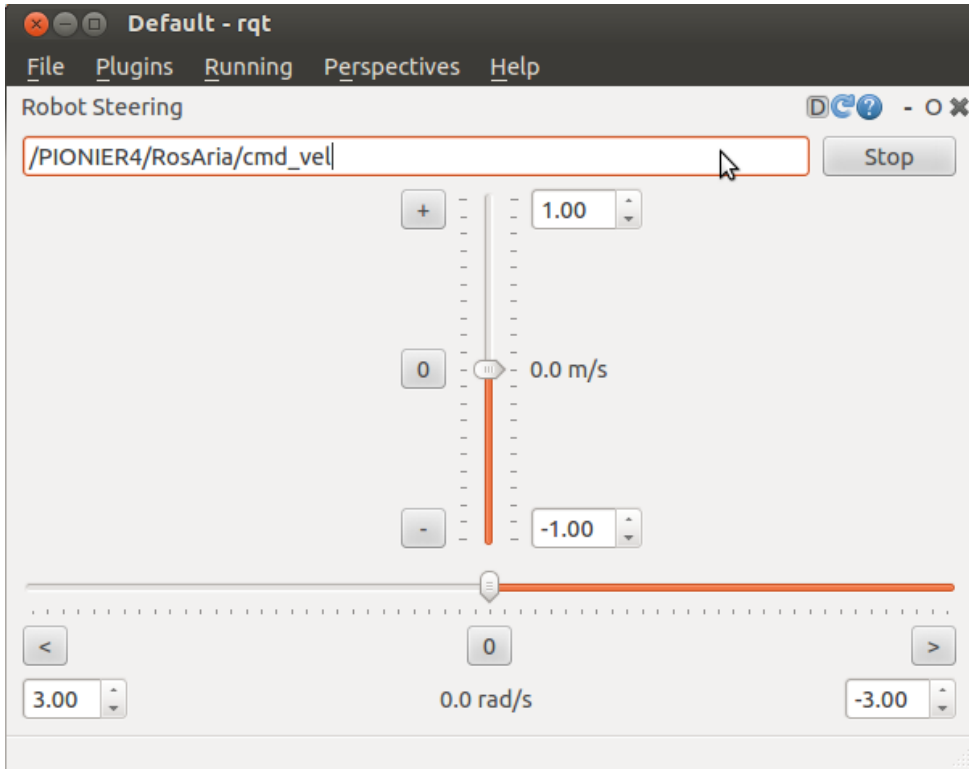 Default - rqt
File Plugins Running Perspectives Help
Robot Steering D ? - O ✖
/PIONIER4/RosAria/cmd_vel Stop
+ 1.00
0 0.0 m/s
- -1.00
< 0 >
3.00 0.0 rad/s -3.00